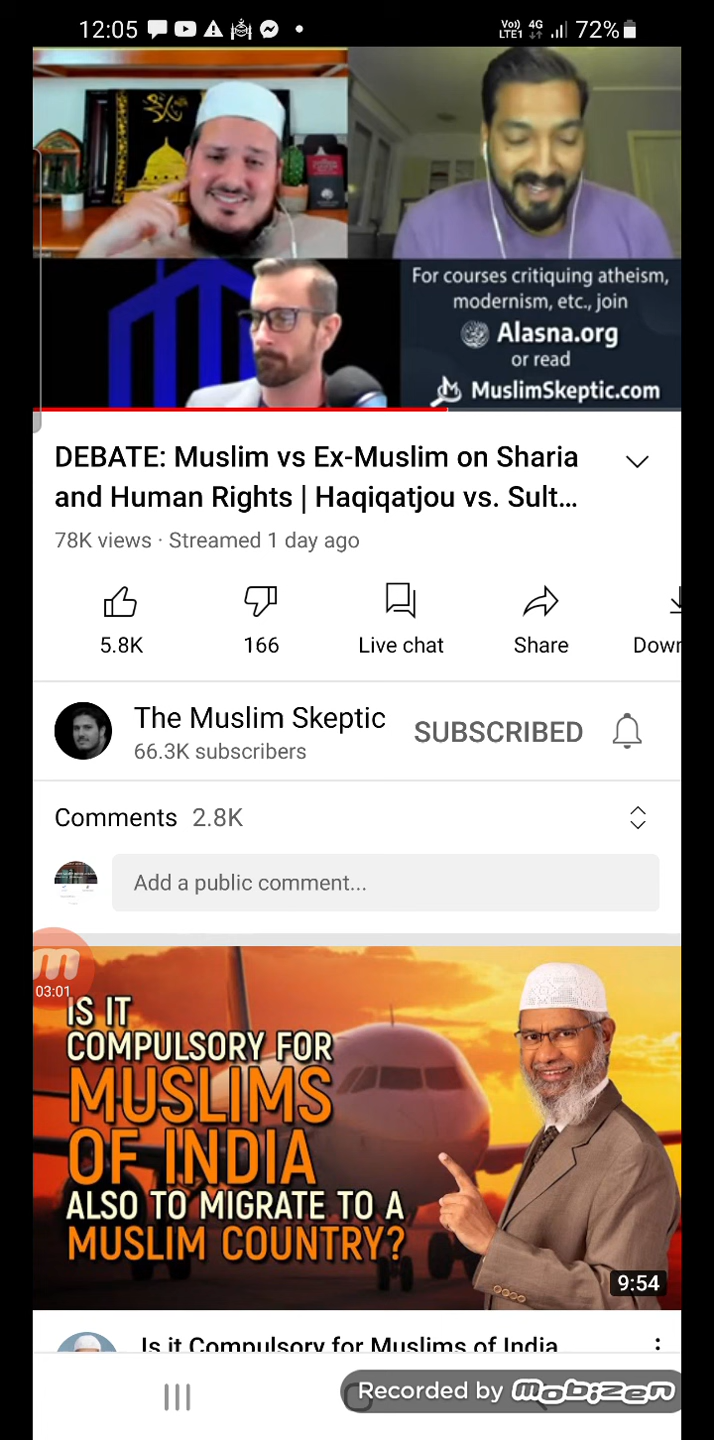 12:05
Vo)) 4G
LTE1
72%
For courses critiquing atheism,
modernism, etc., join
Alasna.org
or read
MuslimSkeptic.com
DEBATE: Muslim vs Ex-Muslim on Sharia
and Human Rights | Haqiqatjou vs. Sult...
78K views · Streamed 1 day ago
5.8K
166
Live chat
Share
Down
The Muslim Skeptic
SUBSCRIBED
66.3K subscribers
Comments 2.8K
Add a public comment...
03:01
IS IT
COMPULSORY FOR
MUSLIMS
OF INDIA
ALSO TO MIGRATE TO A
MUSLIM COUNTRY?
9:54
Is it Compulsory for Muslims of India
Recorded by mobizen